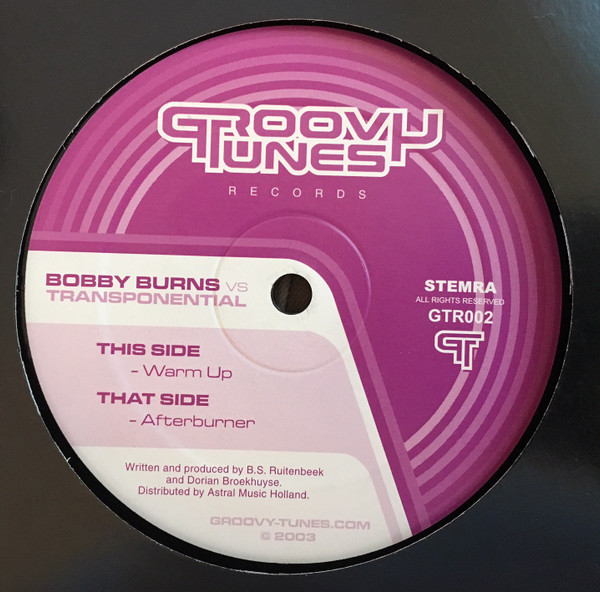 GROOVY
TUNES
RECORDS
BOBBY BURNS VS
TRANSPONENTIAL
STEMRA
ALL RIGHTS RESERVED
GTR002
THIS SIDE
- Warm Up
THAT SIDE
- Afterburner
Written and produced by B.S. Ruitenbeek
and Dorian Broekhuyse.
Distributed by Astral Music Holland.
GROOVY-TUNES.COM
© 2003